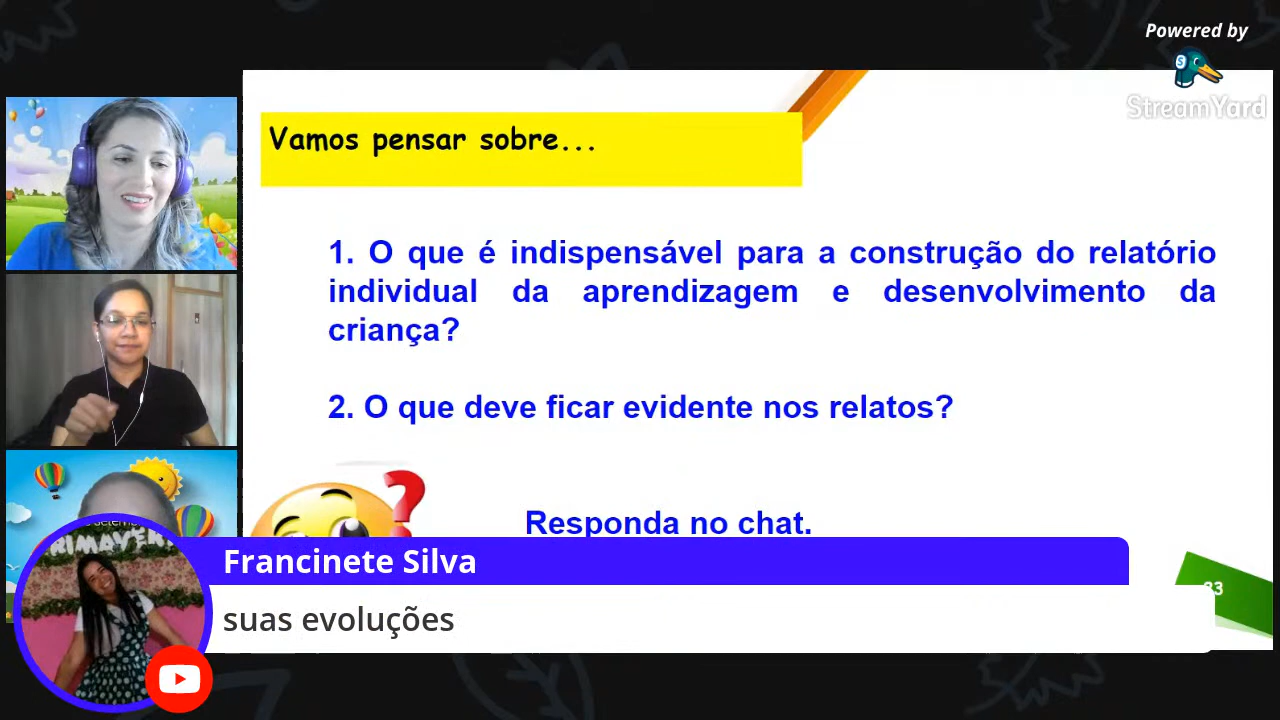 Powered by
StreamYard
Vamos pensar sobre...
1. O que é indispensável para a construção do relatório
individual da aprendizagem e desenvolvimento da
criança?
2. O que deve ficar evidente nos relatos?
Responda no chat.
Francinete Silva
suas evoluções